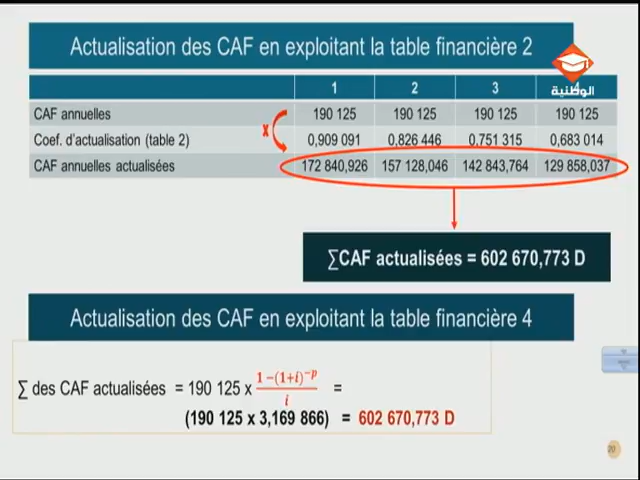 Actualisation des CAF en exploitant la table financière 2
الوطنية
1 2 3 4
CAF annuelles 190 125 190 125 190 125 190 125
x
Coef. d'actualisation (table 2) 0,909 091 0,826 446 0,751 315 0,683 014
CAF annuelles actualisées 172 840,926 157 128,046 142 843,764 129 858,037
∑CAF actualisées = 602 670,773 D
Actualisation des CAF en exploitant la table financière 4
∑ des CAF actualisées = 190 125 x (1−(1+i)^−p)/i =
(190 125 x 3,169 866) = 602 670,773 D
20